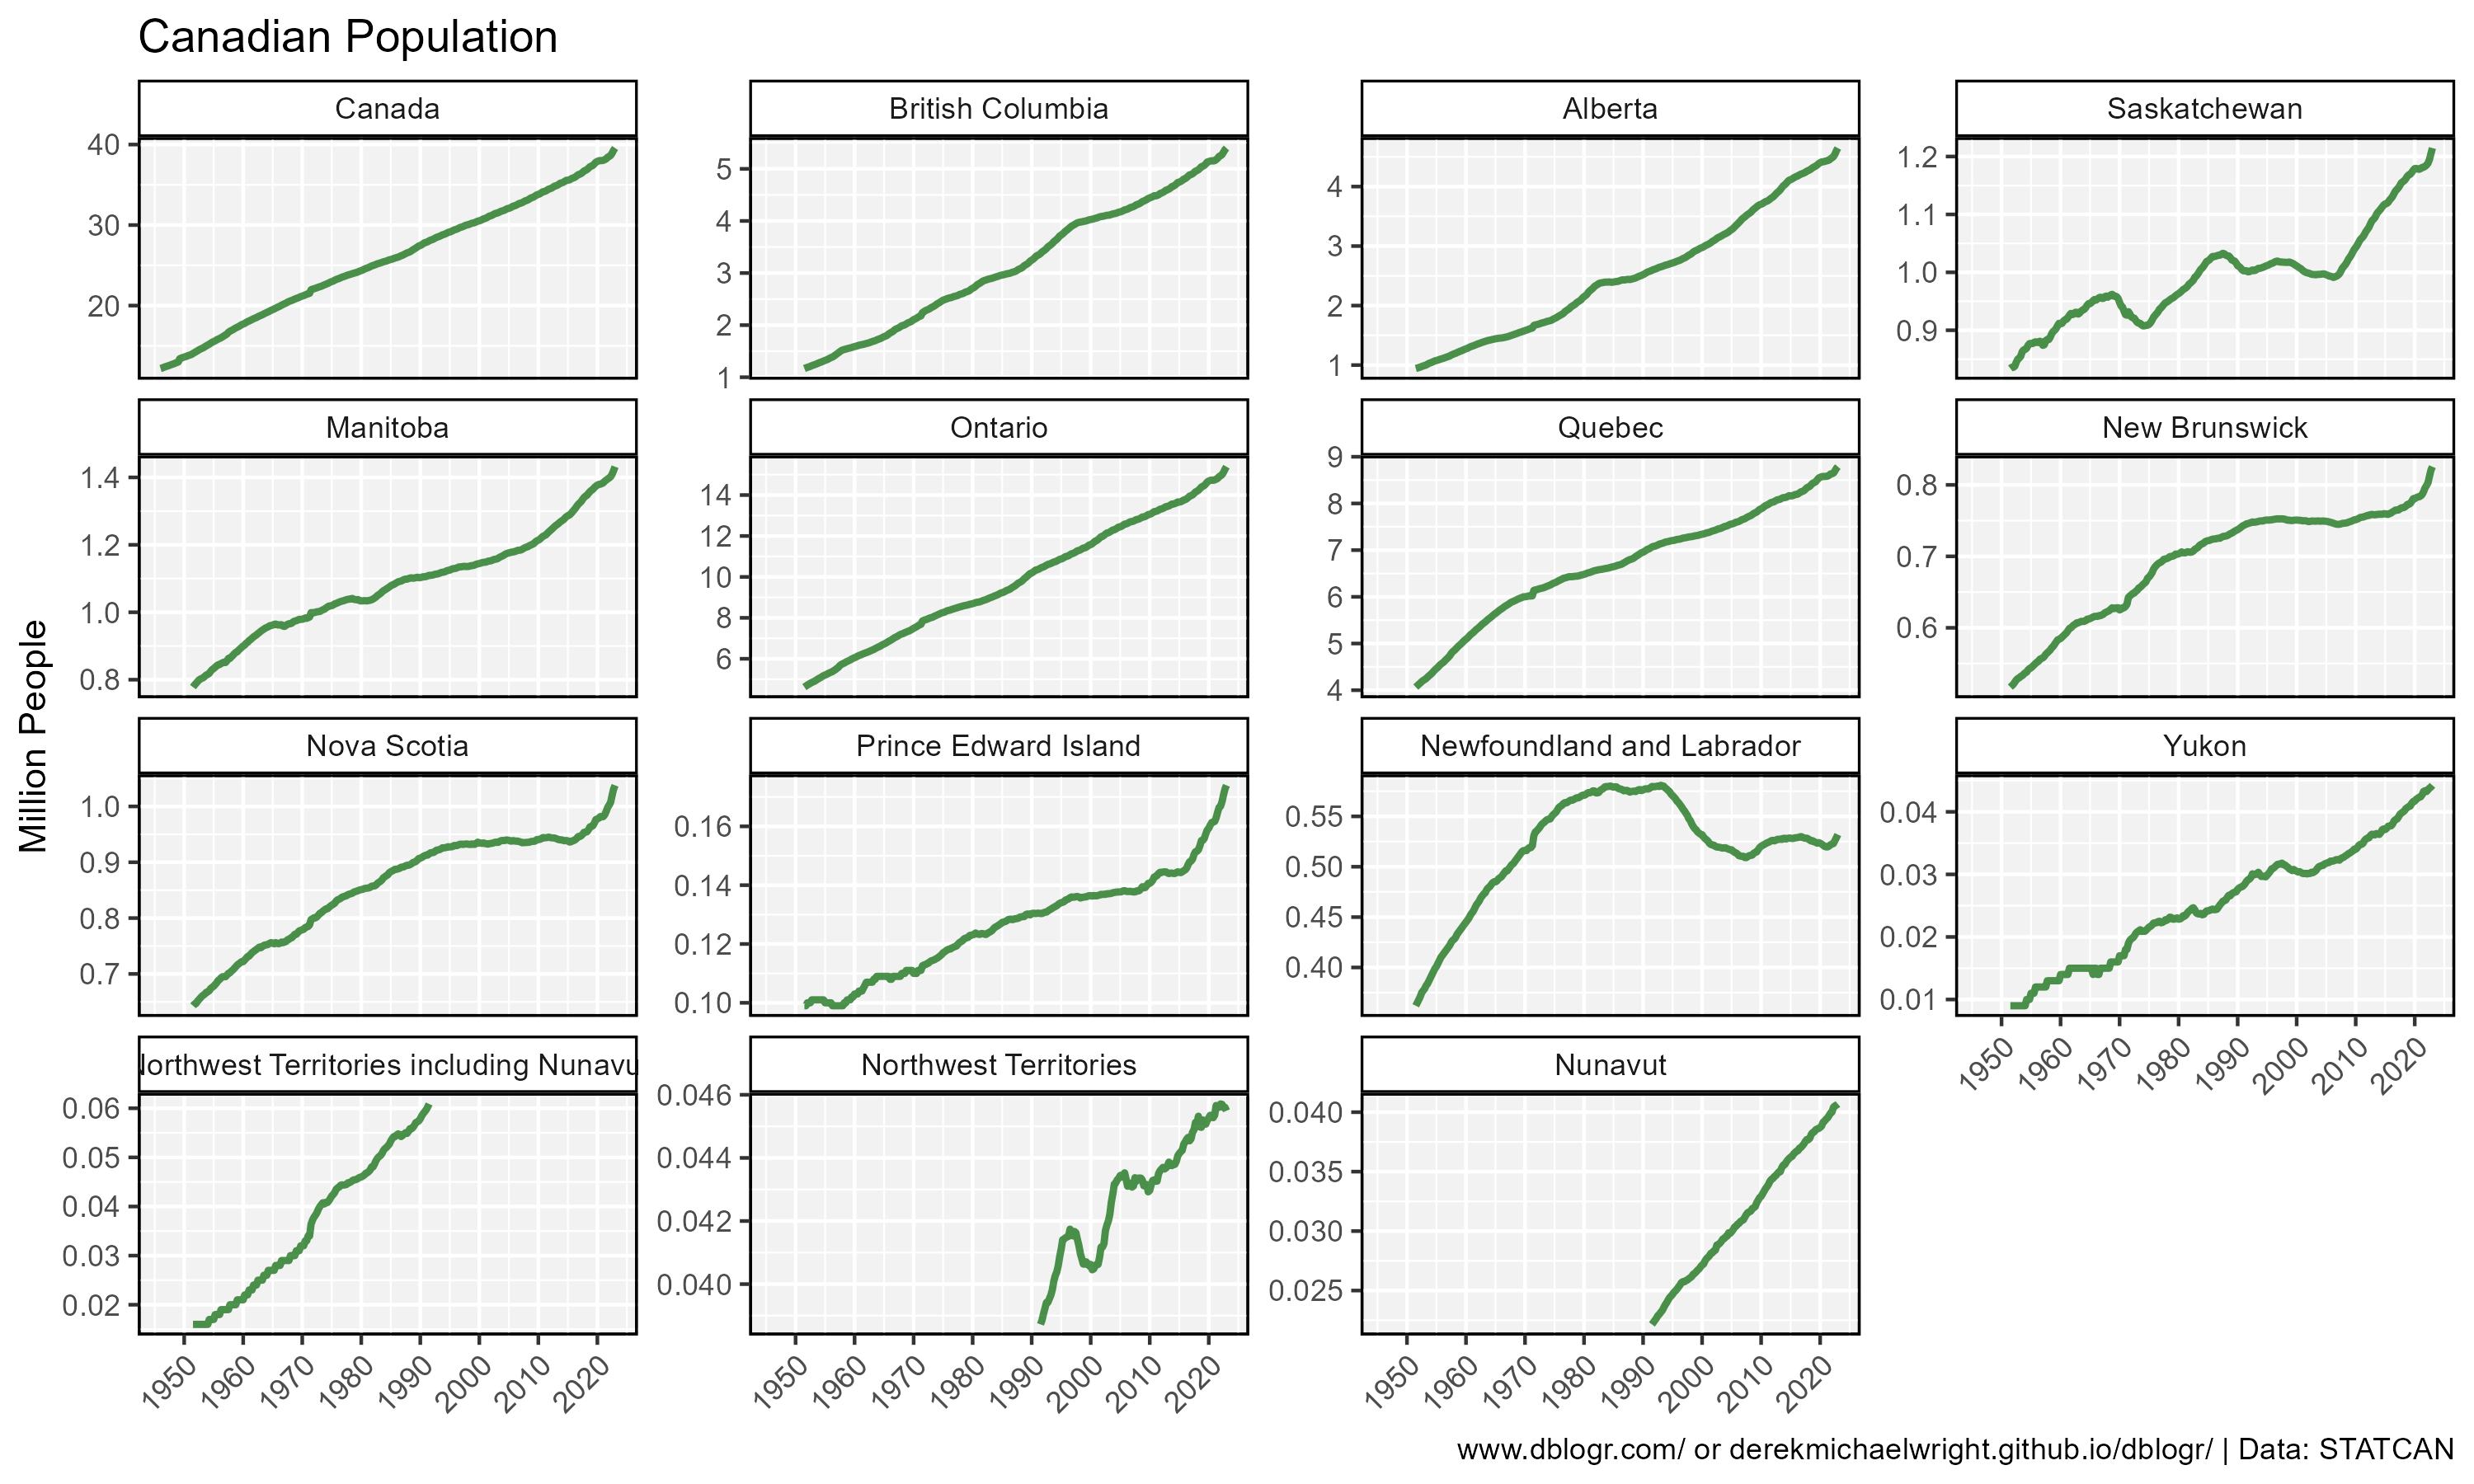 Canadian Population
Canada
British Columbia
Alberta
Saskatchewan
40
30
20
5
4
3
2
1
4
3
2
1
1.2
1.1
1.0
0.9
Manitoba
Ontario
Quebec
New Brunswick
1.4
1.2
1.0
0.8
14
12
10
8
6
9
8
7
6
5
4
0.8
0.7
0.6
Million People
Nova Scotia
Prince Edward Island
Newfoundland and Labrador
Yukon
1.0
0.9
0.8
0.7
0.16
0.14
0.12
0.10
0.55
0.50
0.45
0.40
0.04
0.03
0.02
0.01
1950 1960 1970 1980 1990 2000 2010 2020
Territories including
Northwest Territories
Nunavut
0.06
0.05
0.04
0.03
0.02
0.046
0.044
0.042
0.040
0.040
0.035
0.030
0.025
1950 1960 1970 1980 1990 2000 2010 2020
1950 1960 1970 1980 1990 2000 2010 2020
1950 1960 1970 1980 1990 2000 2010 2020
www.dblogr.com/ or derekmichaelwright.github.io/dblogr/ | Data: STATCAN